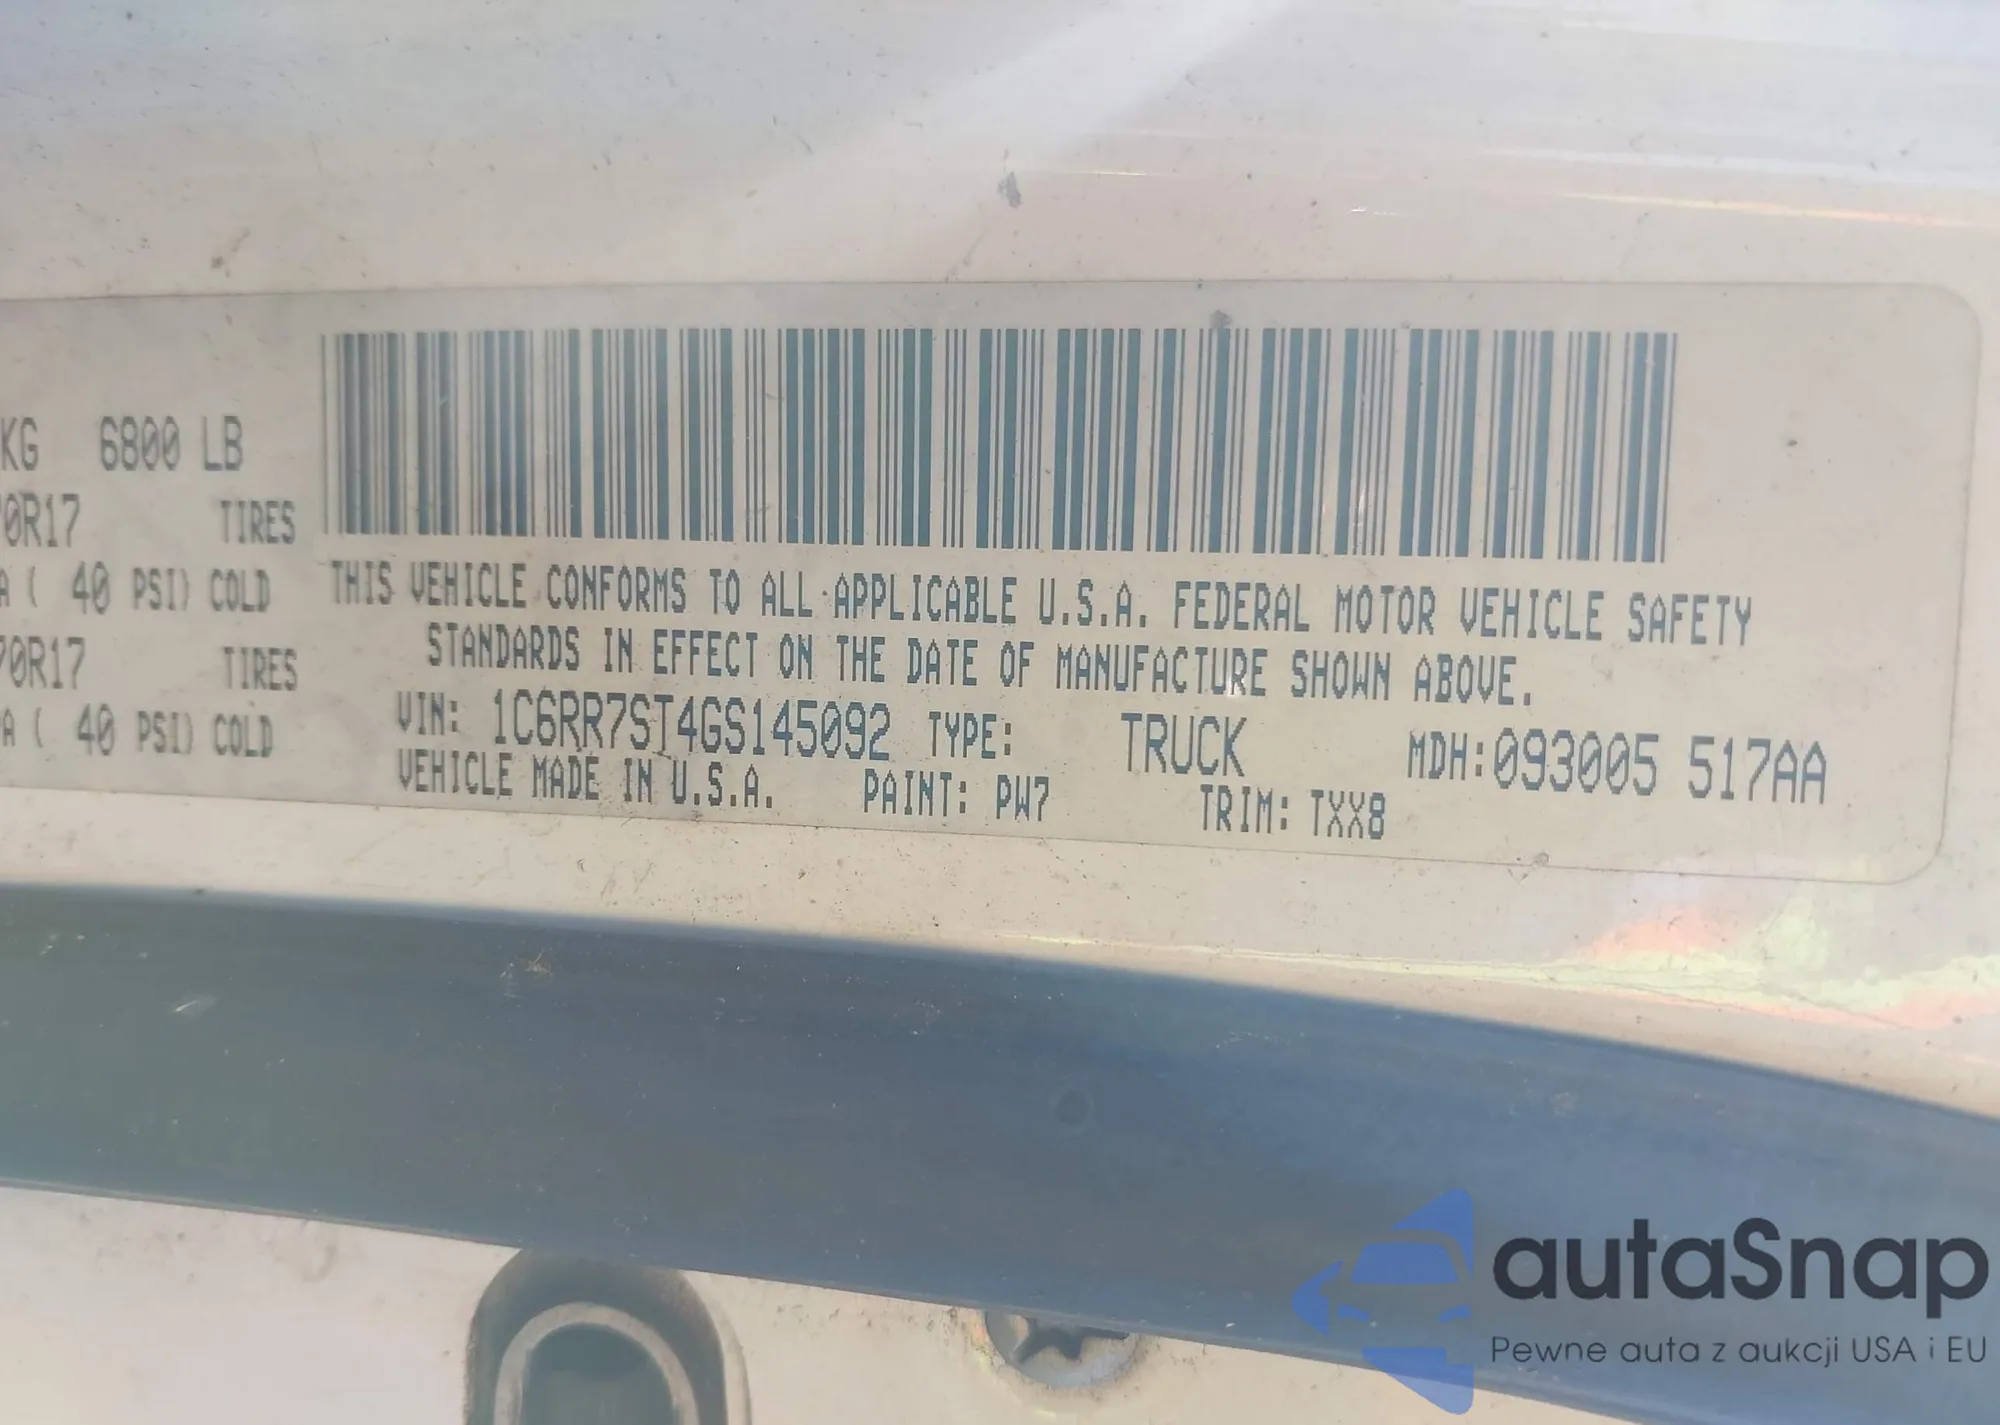 KG 6800 LB
70R17 TIRES
A ( 40 PSI) COLD
70R17 TIRES
A ( 40 PSI) COLD
THIS VEHICLE CONFORMS TO ALL APPLICABLE U.S.A. FEDERAL MOTOR VEHICLE SAFETY
STANDARDS IN EFFECT ON THE DATE OF MANUFACTURE SHOWN ABOVE.
VIN: 1C6RR7ST4GS145092 TYPE: TRUCK MDH:093005 517AA
VEHICLE MADE IN U.S.A. PAINT: PW7 TRIM: TXX8
autaSnap
Pewne auta z aukcji USA i EU